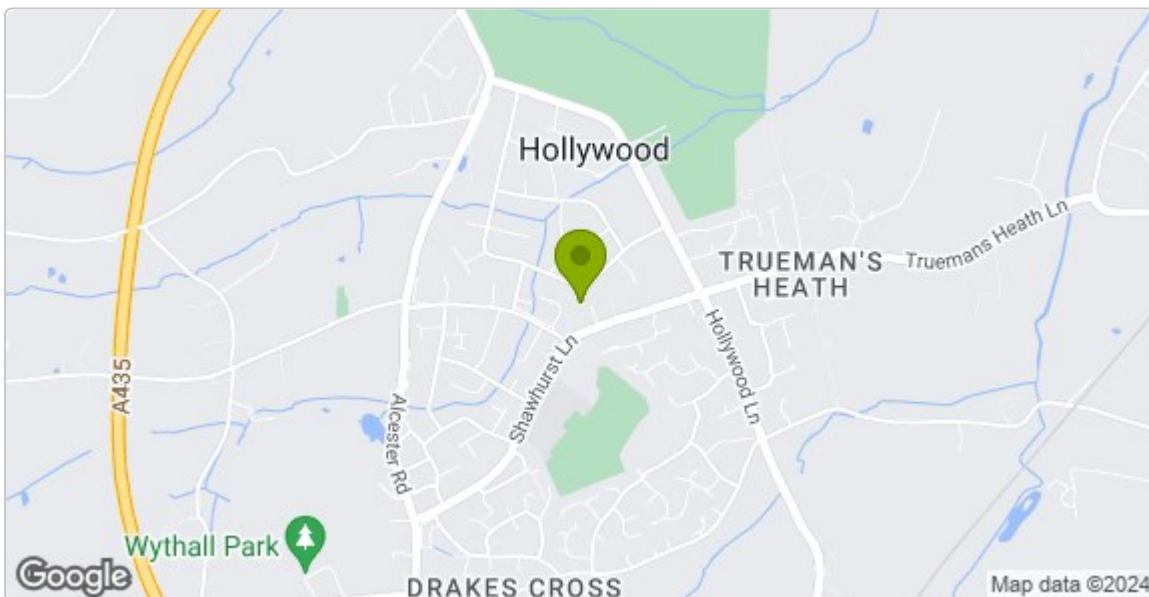 Hollywood
TRUEMAN'S
HEATH
Truemans Heath Ln
Hollywood Ln
Shawhurst Ln
A435
Alcester Rd
Wythall Park
DRAKES CROSS
Google
Map data ©2024